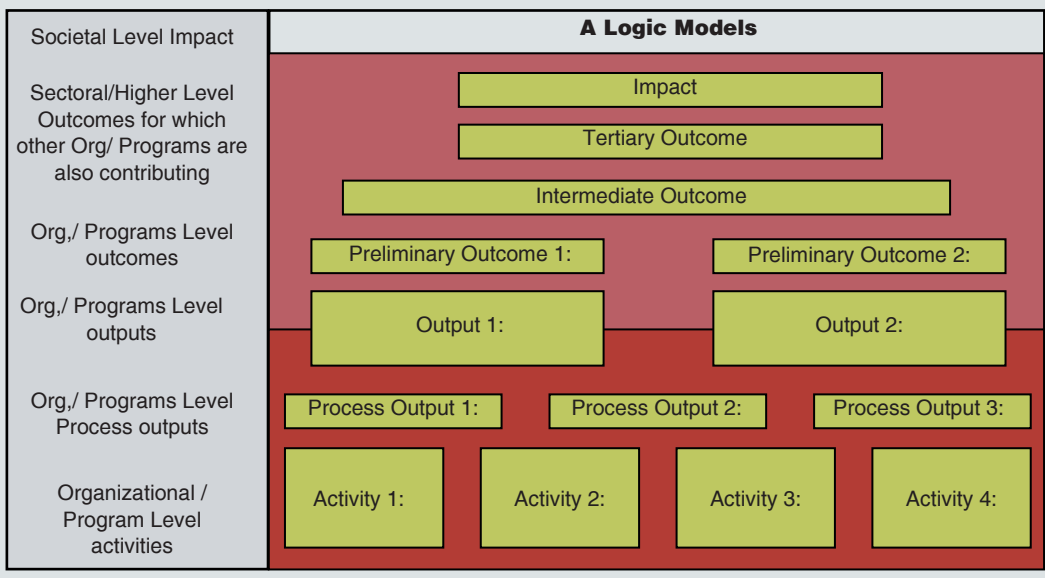 Societal Level Impact
A Logic Models
Sectoral/Higher Level
Outcomes for which
other Org/ Programs are
also contributing
Impact
Tertiary Outcome
Intermediate Outcome
Org,/ Programs Level
outcomes
Preliminary Outcome 1:
Preliminary Outcome 2:
Org,/ Programs Level
outputs
Output 1:
Output 2:
Org,/ Programs Level
Process outputs
Process Output 1:
Process Output 2:
Process Output 3:
Organizational /
Program Level
activities
Activity 1:
Activity 2:
Activity 3:
Activity 4: